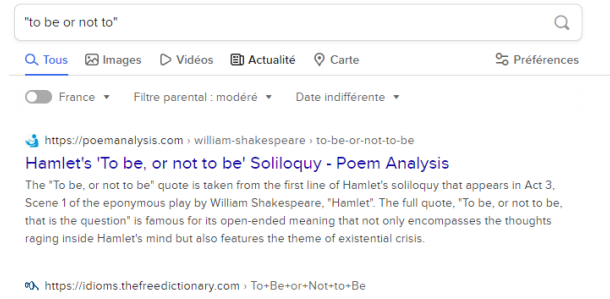 "to be or not to"
Tous Images Vidéos Actualité Carte Préférences
France Filtre parental : modéré Date indifférente
https://poemanalysis.com › william-shakespeare › to-be-or-not-to-be
Hamlet's 'To be, or not to be' Soliloquy - Poem Analysis
The "To be, or not to be" quote is taken from the first line of Hamlet's soliloquy that appears in Act 3,
Scene 1 of the eponymous play by William Shakespeare, "Hamlet". The full quote, "To be, or not to be,
that is the question" is famous for its open-ended meaning that not only encompasses the thoughts
raging inside Hamlet's mind but also features the theme of existential crisis.
https://idioms.thefreedictionary.com › To+Be+or+Not+to+Be